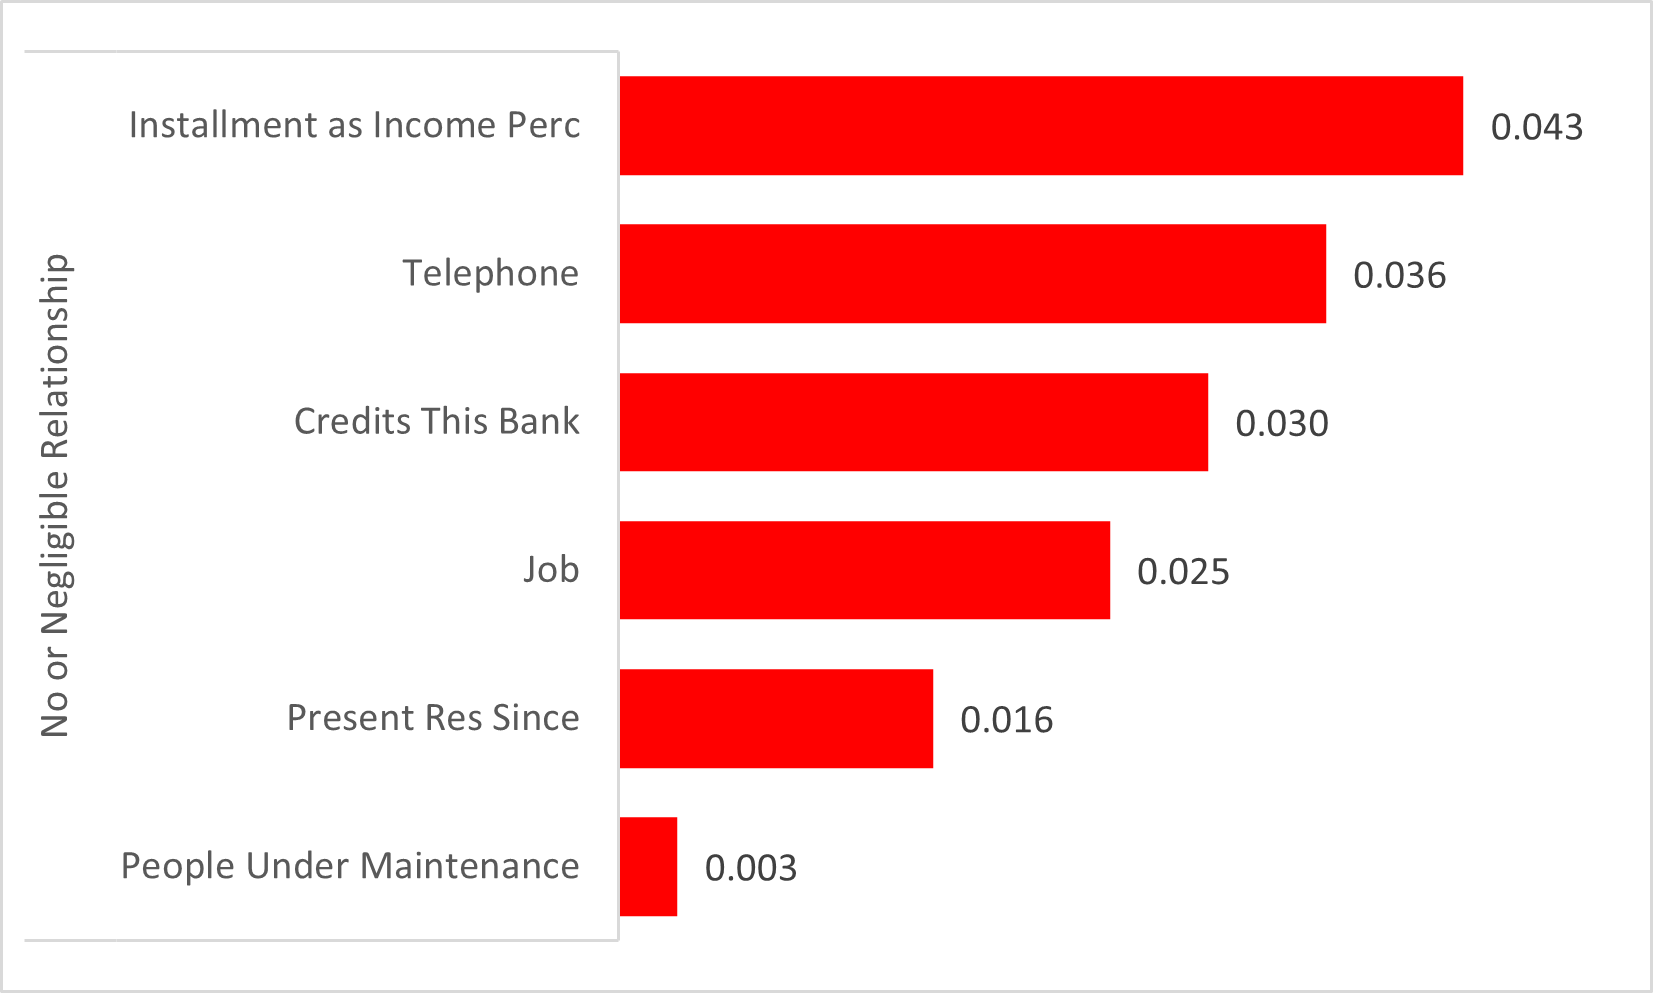 No or Negligible Relationship
Installment as Income Perc 0.043
Telephone 0.036
Credits This Bank 0.030
Job 0.025
Present Res Since 0.016
People Under Maintenance 0.003